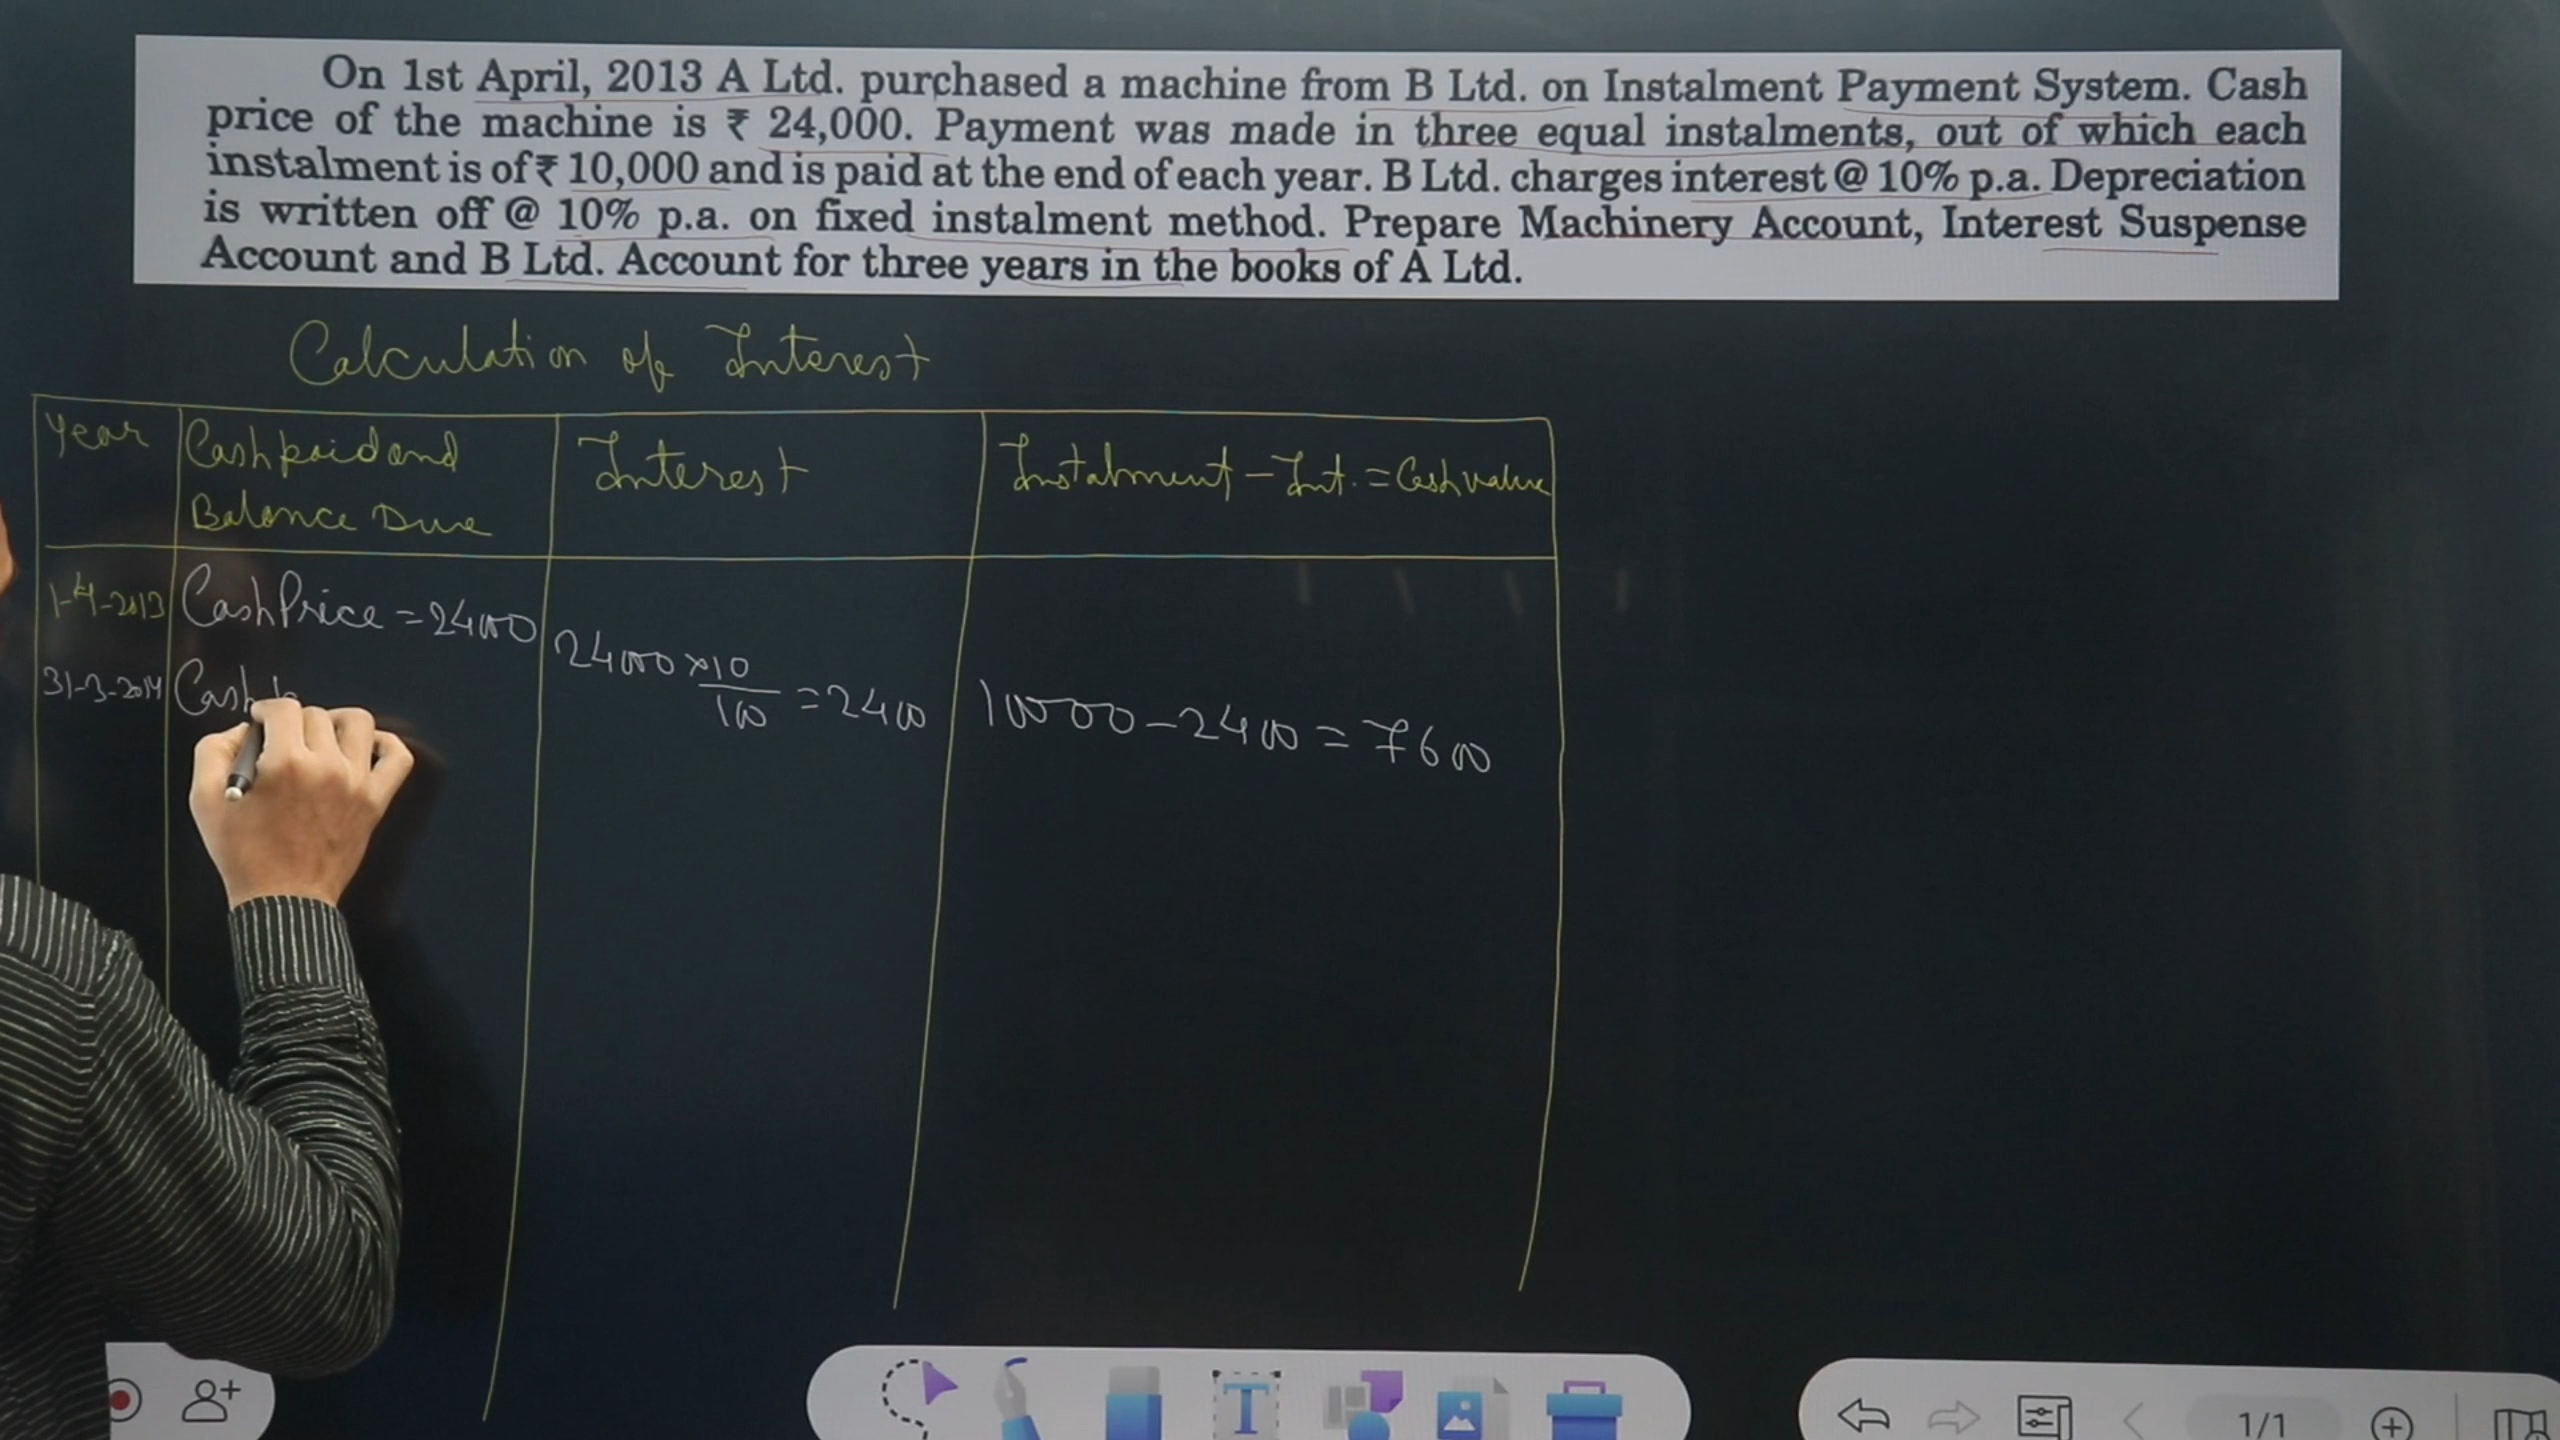 On 1st April, 2013 A Ltd. purchased a machine from B Ltd. on Instalment Payment System. Cash
price of the machine is ₹ 24,000. Payment was made in three equal instalments, out of which each
instalment is of ₹ 10,000 and is paid at the end of each year. B Ltd. charges interest @ 10% p.a. Depreciation
is written off @ 10% p.a. on fixed instalment method. Prepare Machinery Account, Interest Suspense
Account and B Ltd. Account for three years in the books of A Ltd.
Calculation of Interest
Year
Cash paid and
Balance Due
Interest
Instalment – Int. = Cash value
1-4-2013
Cash Price = 24000
31-3-2014
Cash
24000 × 10
100
= 2400
10000 – 2400 = 7600
T
1/1